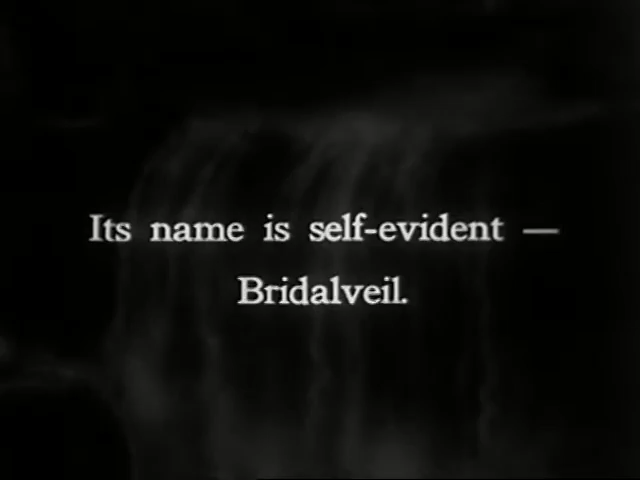 Its name is self-evident —
Bridalveil.